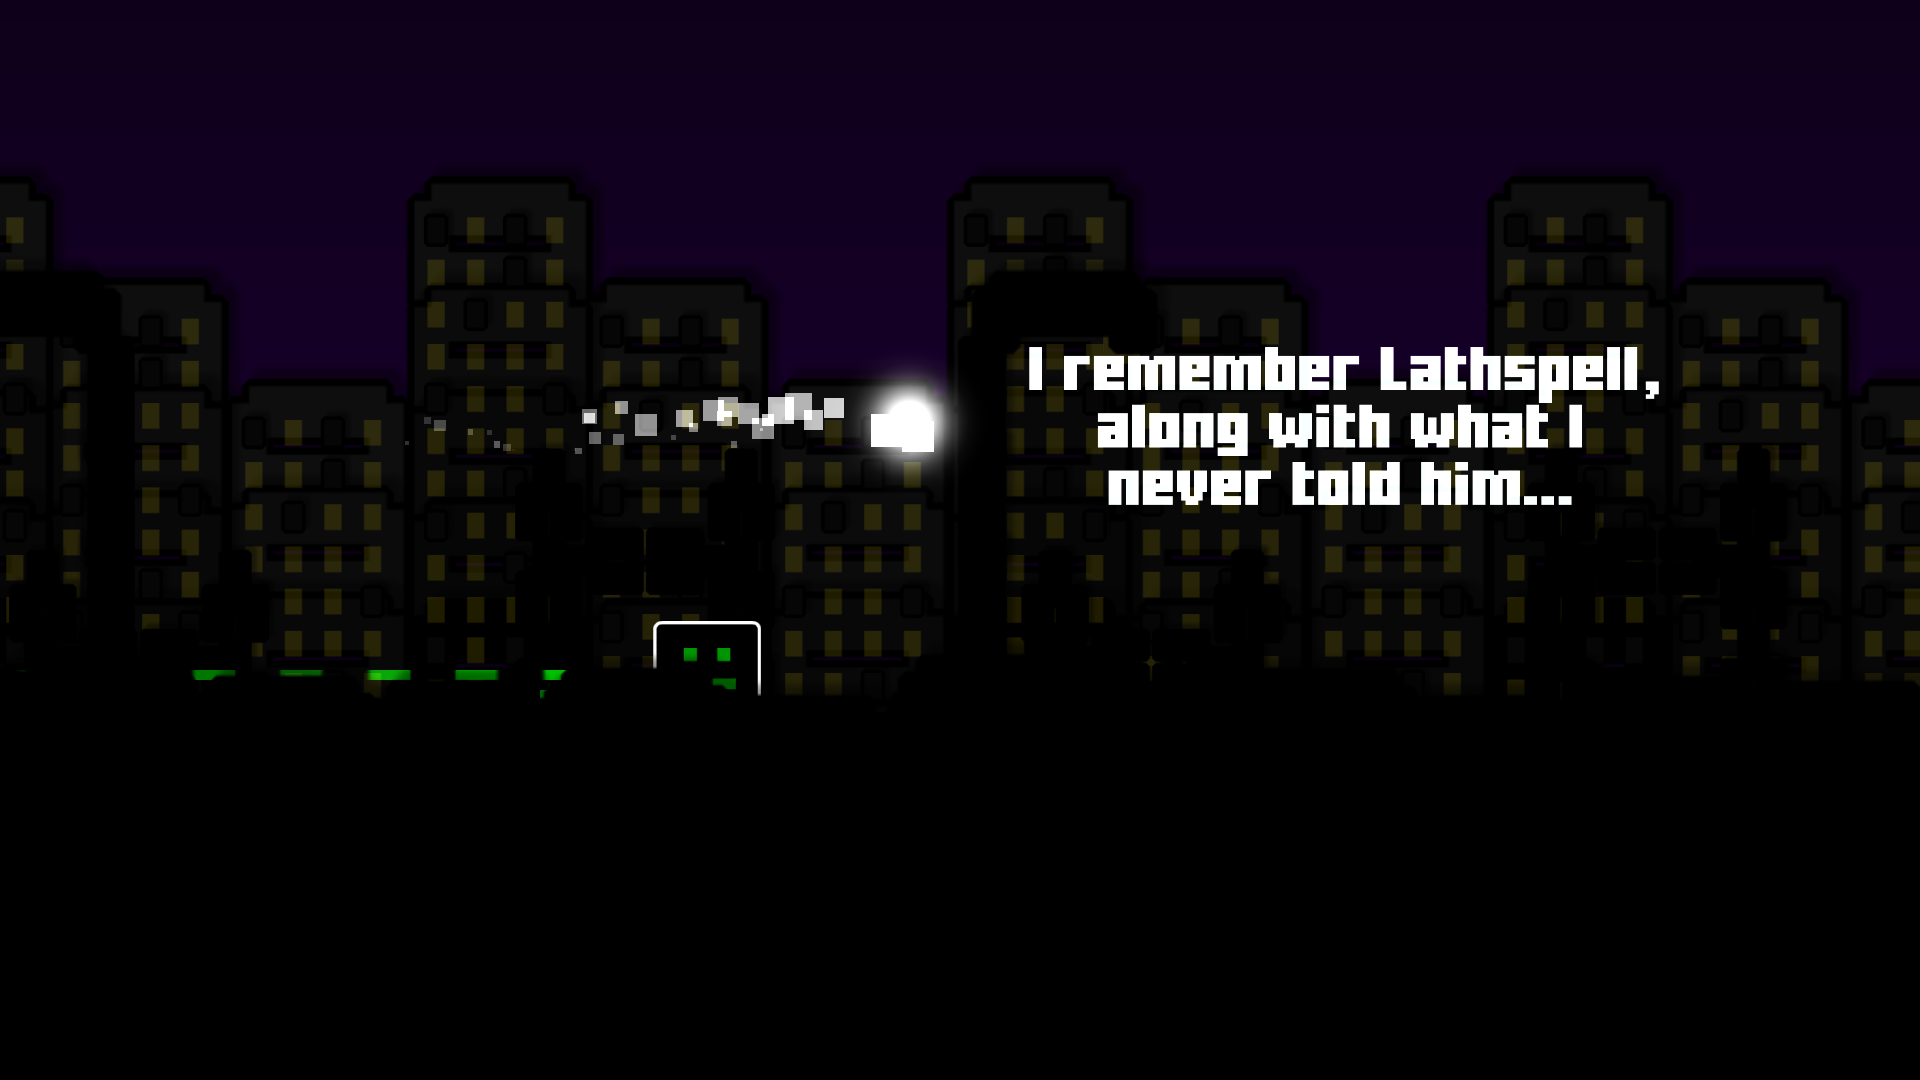 I remember Lathspell,
along with what I
never told him...